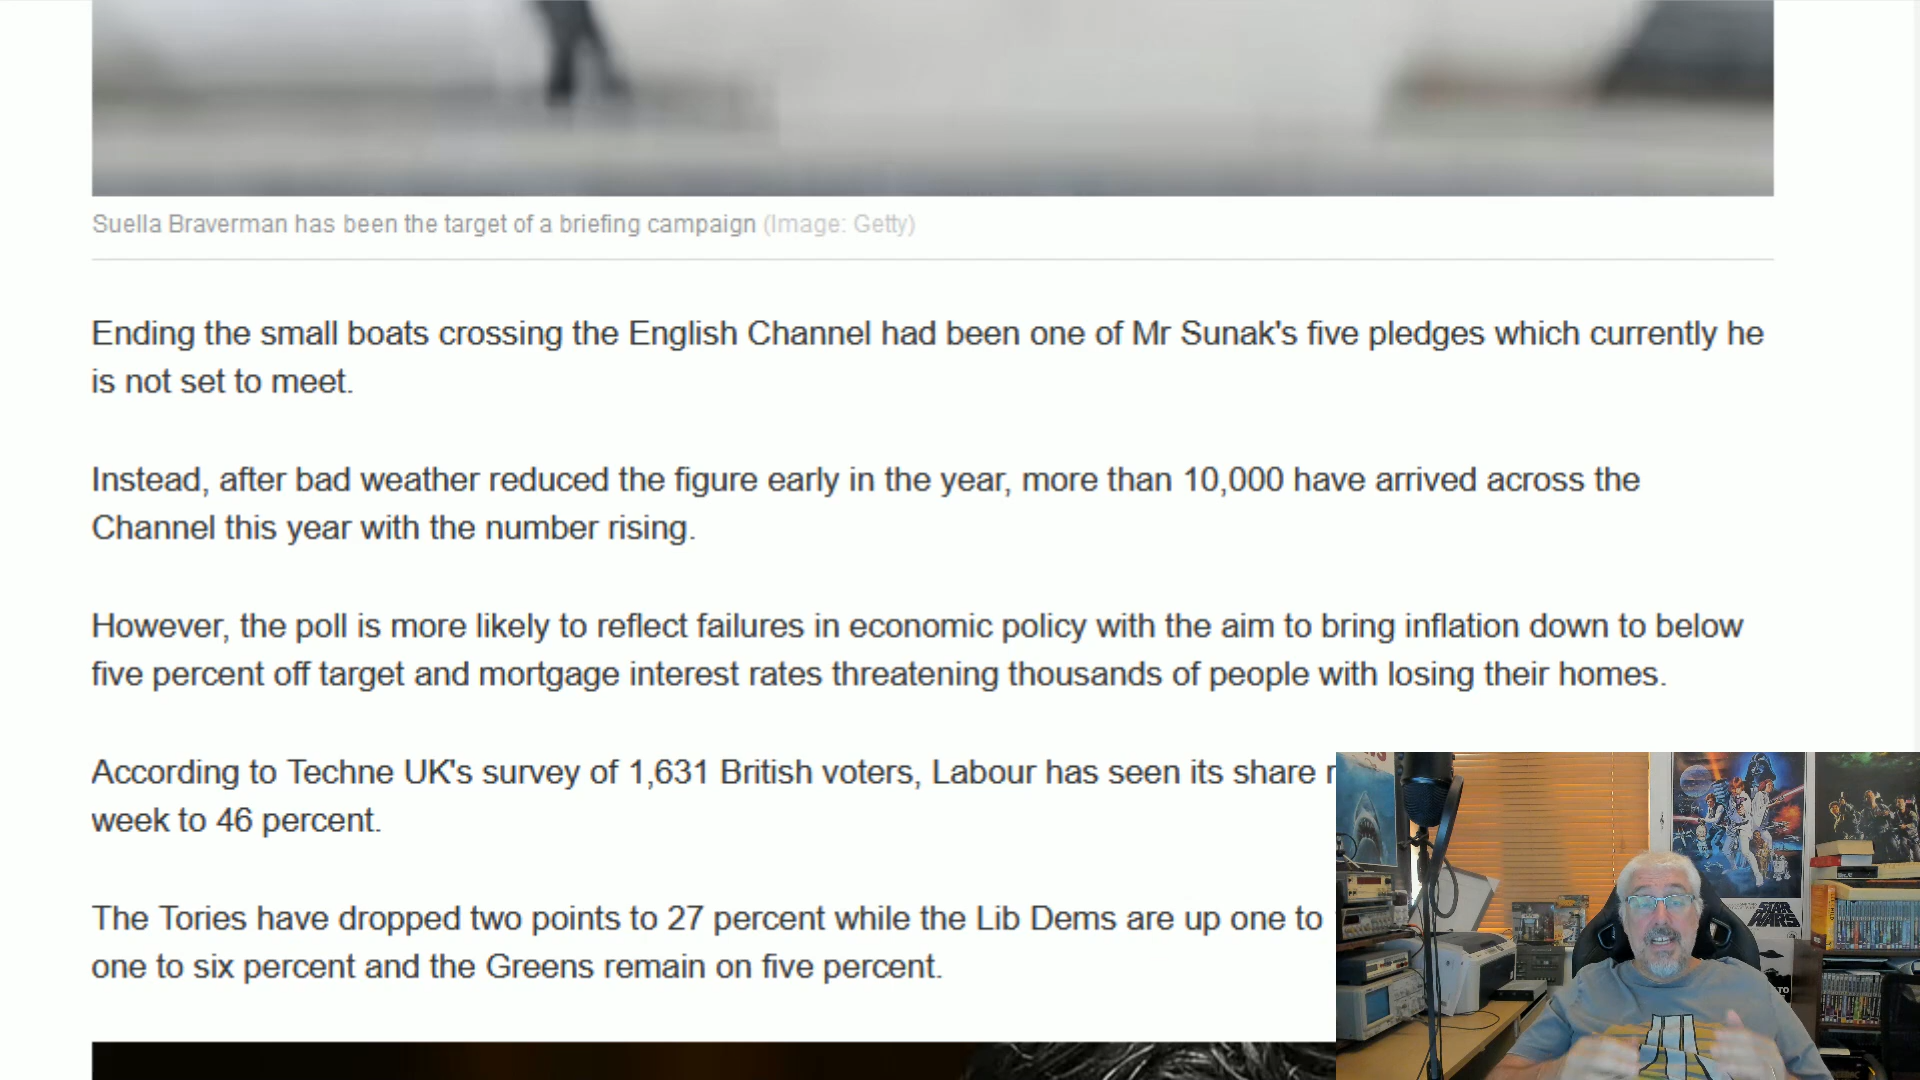 Suella Braverman has been the target of a briefing campaign (Image: Getty)
Ending the small boats crossing the English Channel had been one of Mr Sunak's five pledges which currently he
is not set to meet.
Instead, after bad weather reduced the figure early in the year, more than 10,000 have arrived across the
Channel this year with the number rising.
However, the poll is more likely to reflect failures in economic policy with the aim to bring inflation down to below
five percent off target and mortgage interest rates threatening thousands of people with losing their homes.
According to Techne UK's survey of 1,631 British voters, Labour has seen its share
week to 46 percent.
The Tories have dropped two points to 27 percent while the Lib Dems are up one to
one to six percent and the Greens remain on five percent.
STAR
WARS